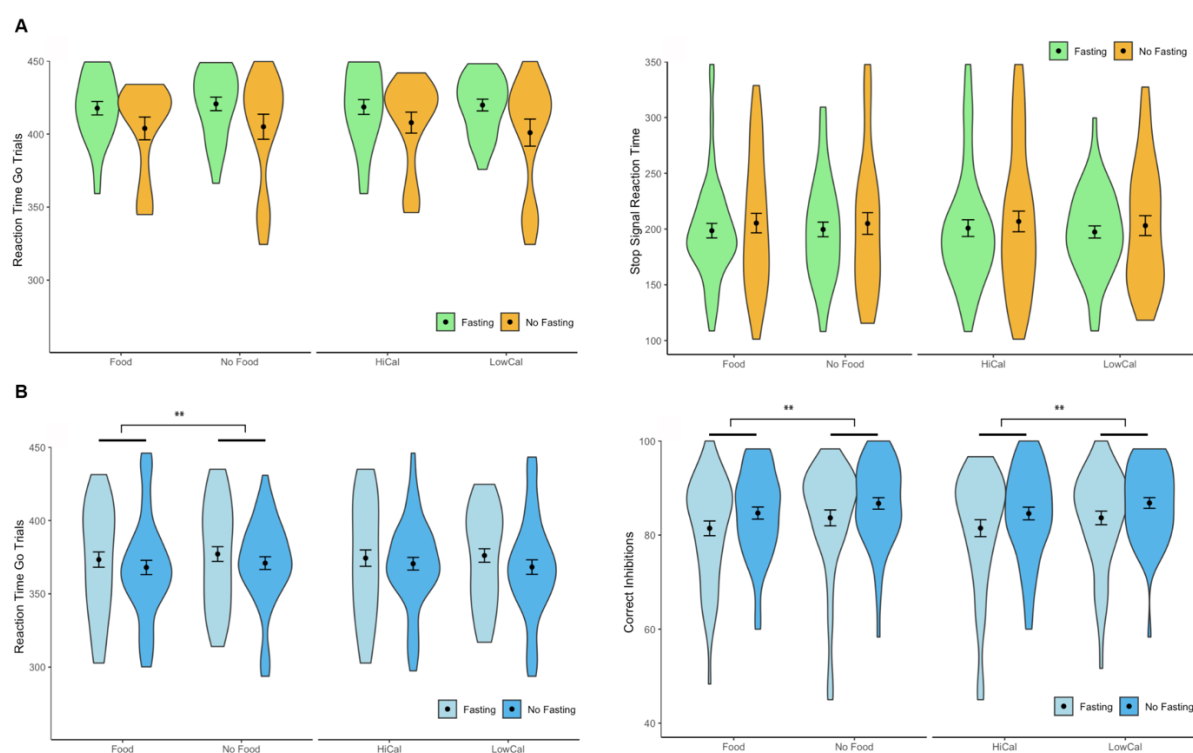 A
Reaction Time Go Trials
450
400
350
300
Fasting No Fasting
Food No Food HiCal LowCal
Stop Signal Reaction Time
350
300
250
200
150
100
Fasting No Fasting
Food No Food HiCal LowCal
B
Reaction Time Go Trials
**
450
400
350
300
Fasting No Fasting
Food No Food HiCal LowCal
Correct Inhibitions
** **
100
80
60
40
Fasting No Fasting
Food No Food HiCal LowCal